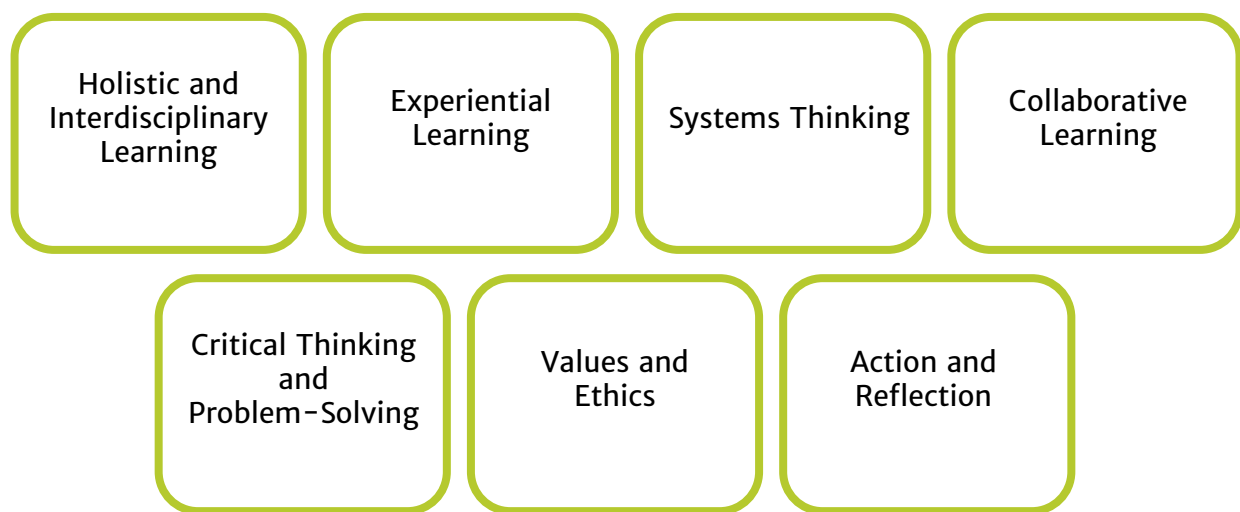 Holistic and
Interdisciplinary
Learning
Experiential
Learning
Systems Thinking
Collaborative
Learning
Critical Thinking
and
Problem-Solving
Values and
Ethics
Action and
Reflection